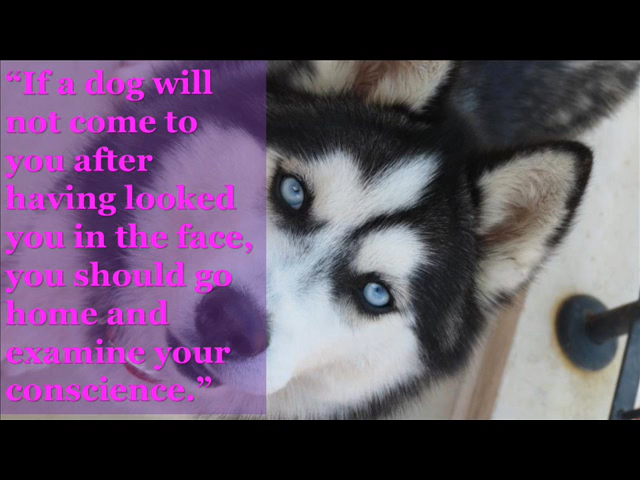 “If a dog will
not come to
you after
having looked
you in the face,
you should go
home and
examine your
conscience.”